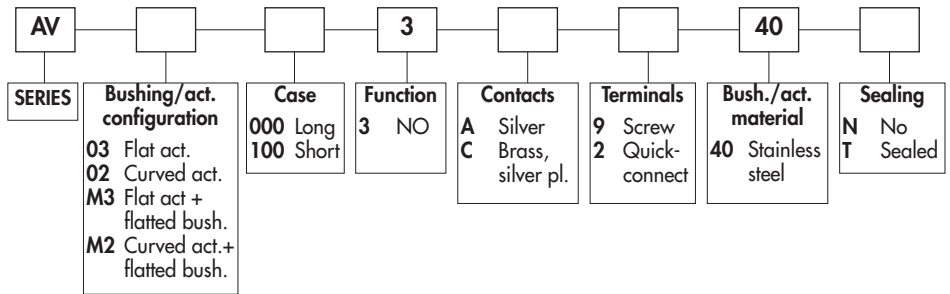 AV 3 40
SERIES
Bushing/act.
configuration
03 Flat act.
02 Curved act.
M3 Flat act +
flatted bush.
M2 Curved act.+
flatted bush.
Case
000 Long
100 Short
Function
3 NO
Contacts
A Silver
C Brass,
silver pl.
Terminals
9 Screw
2 Quick-
connect
Bush./act.
material
40 Stainless
steel
Sealing
N No
T Sealed